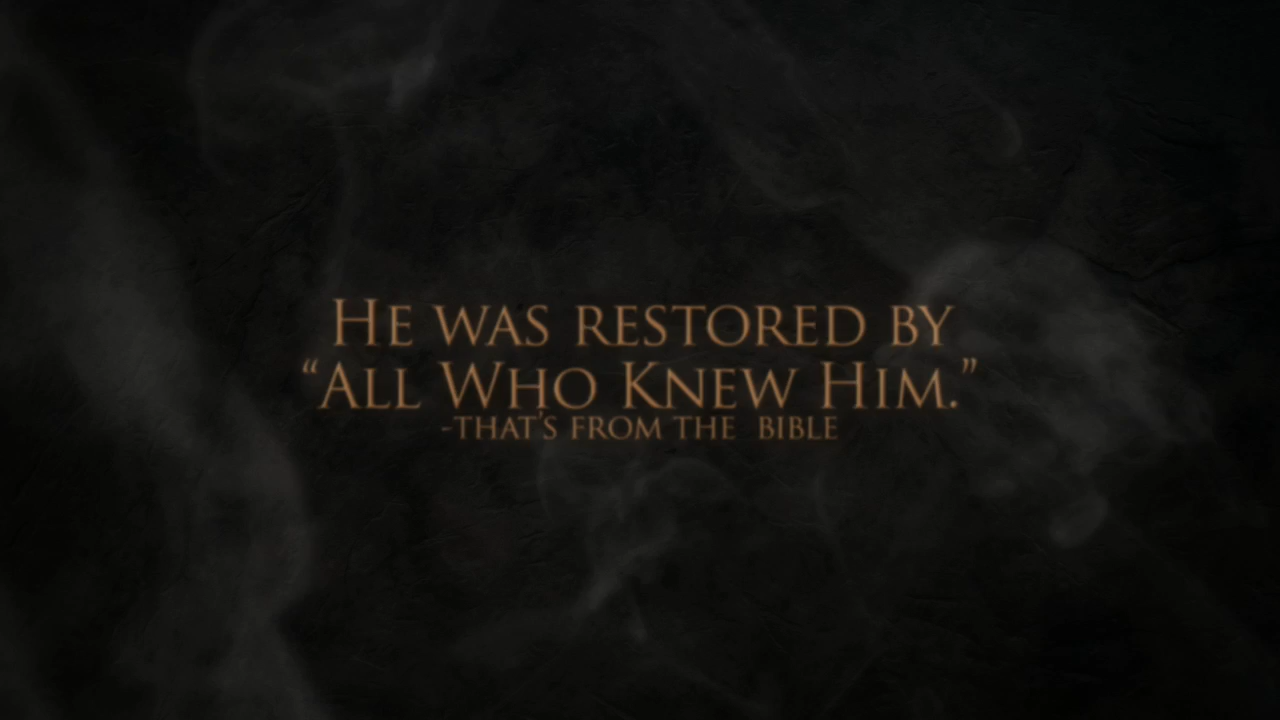 He was restored by
“All Who Knew Him.”
-that's from the Bible